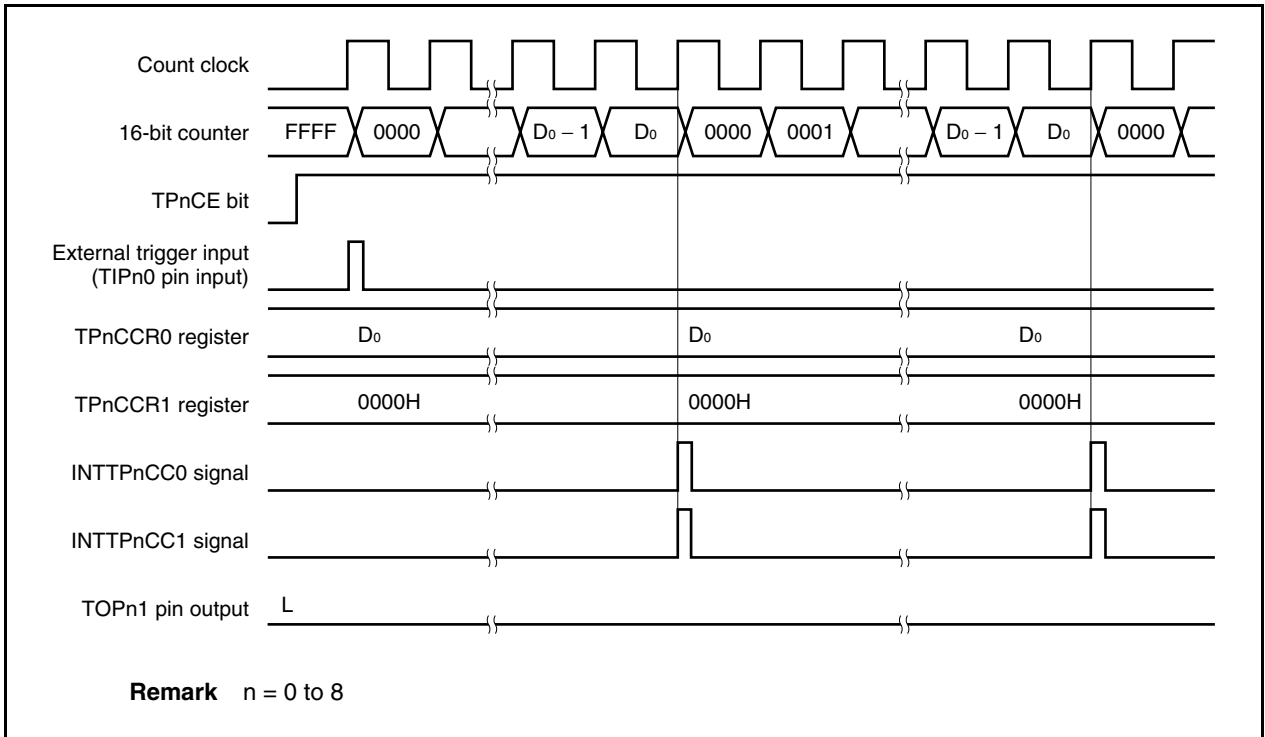 Count clock
16-bit counter FFFF 0000 D₀ − 1 D₀ 0000 0001 D₀ − 1 D₀ 0000
TPnCE bit
External trigger input
(TIPn0 pin input)
TPnCCR0 register D₀ D₀ D₀
TPnCCR1 register 0000H 0000H 0000H
INTTPnCC0 signal
INTTPnCC1 signal
TOPn1 pin output L
Remark n = 0 to 8